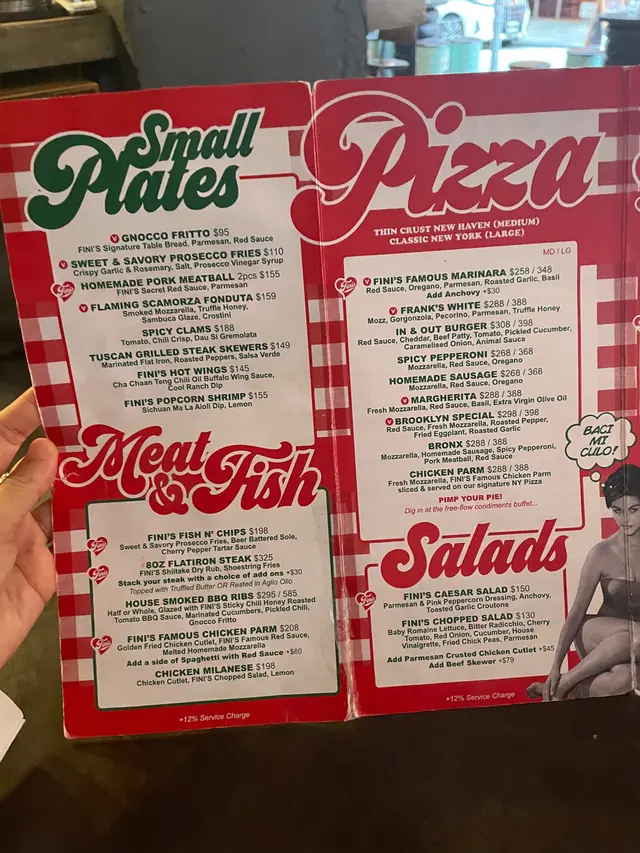 Small
Plates
V GNOCCO FRITTO $95
FINI'S Signature Table Bread, Parmesan, Red Sauce
V SWEET & SAVORY PROSECCO FRIES $110
Crispy Garlic & Rosemary, Salt, Prosecco Vinegar Syrup
HOMEMADE PORK MEATBALL 2pcs $155
FINI'S Secret Red Sauce, Parmesan
V FLAMING SCAMORZA FONDUTA $159
Smoked Mozzarella, Truffle Honey,
Sambuca Glaze, Crostini
SPICY CLAMS $188
Tomato, Chili Crisp, Dau Si Gremolata
TUSCAN GRILLED STEAK SKEWERS $149
Marinated Flat Iron, Roasted Peppers, Salsa Verde
FINI'S HOT WINGS $145
Cha Chaan Teng Chili Oil Buffalo Wing Sauce,
Cool Ranch Dip
FINI'S POPCORN SHRIMP $155
Sichuan Ma La Aioli Dip, Lemon
Meat
& Fish
FINI'S FISH N' CHIPS $198
Sweet & Savory Prosecco Fries, Beer Battered Sole,
Cherry Pepper Tartar Sauce
8OZ FLATIRON STEAK $325
FINI'S Shiitake Dry Rub, Shoestring Fries
Stack your steak with a choice of add ons +$30
Topped with Truffled Butter OR Rested in Aglio Olio
HOUSE SMOKED BBQ RIBS $295 / 585
Half or Whole, Glazed with FINI'S Sticky Chili Honey Roasted
Tomato BBQ Sauce, Marinated Cucumbers, Pickled Chili,
Gnocco Fritto
FINI'S FAMOUS CHICKEN PARM $208
Golden Fried Chicken Cutlet, FINI'S Famous Red Sauce,
Melted Homemade Mozzarella
Add a side of Spaghetti with Red Sauce +$60
CHICKEN MILANESE $198
Chicken Cutlet, FINI'S Chopped Salad, Lemon
+12% Service Charge
Pizza
THIN CRUST NEW HAVEN (MEDIUM)
CLASSIC NEW YORK (LARGE)
MD / LG
V FINI'S FAMOUS MARINARA $258 / 348
Red Sauce, Oregano, Parmesan, Roasted Garlic, Basil
Add Anchovy +$30
V FRANK'S WHITE $288 / 388
Mozz, Gorgonzola, Pecorino, Parmesan, Truffle Honey
IN & OUT BURGER $308 / 398
Red Sauce, Cheddar, Beef Patty, Tomato, Pickled Cucumber,
Caramelised Onion, Animal Sauce
SPICY PEPPERONI $268 / 368
Mozzarella, Red Sauce, Oregano
HOMEMADE SAUSAGE $268 / 368
Mozzarella, Red Sauce, Oregano
V MARGHERITA $288 / 388
Fresh Mozzarella, Red Sauce, Basil, Extra Virgin Olive Oil
V BROOKLYN SPECIAL $298 / 398
Red Sauce, Fresh Mozzarella, Roasted Pepper,
Fried Eggplant, Roasted Garlic
BRONX $288 / 388
Mozzarella, Homemade Sausage, Spicy Pepperoni,
Pork Meatball, Red Sauce
CHICKEN PARM $288 / 388
Fresh Mozzarella, FINI'S Famous Chicken Parm
sliced & served on our signature NY Pizza
PIMP YOUR PIE!
Dig in at the free-flow condiments buffet...
BACI
MI
CULO!
Salads
FINI'S CAESAR SALAD $150
Parmesan & Pink Peppercorn Dressing, Anchovy,
Toasted Garlic Croutons
FINI'S CHOPPED SALAD $130
Baby Romaine Lettuce, Bitter Radicchio, Cherry
Tomato, Red Onion, Cucumber, House
Vinaigrette, Fried Chick Peas, Parmesan
Add Parmesan Crusted Chicken Cutlet +$45
Add Beef Skewer +$79
+12% Service Charge